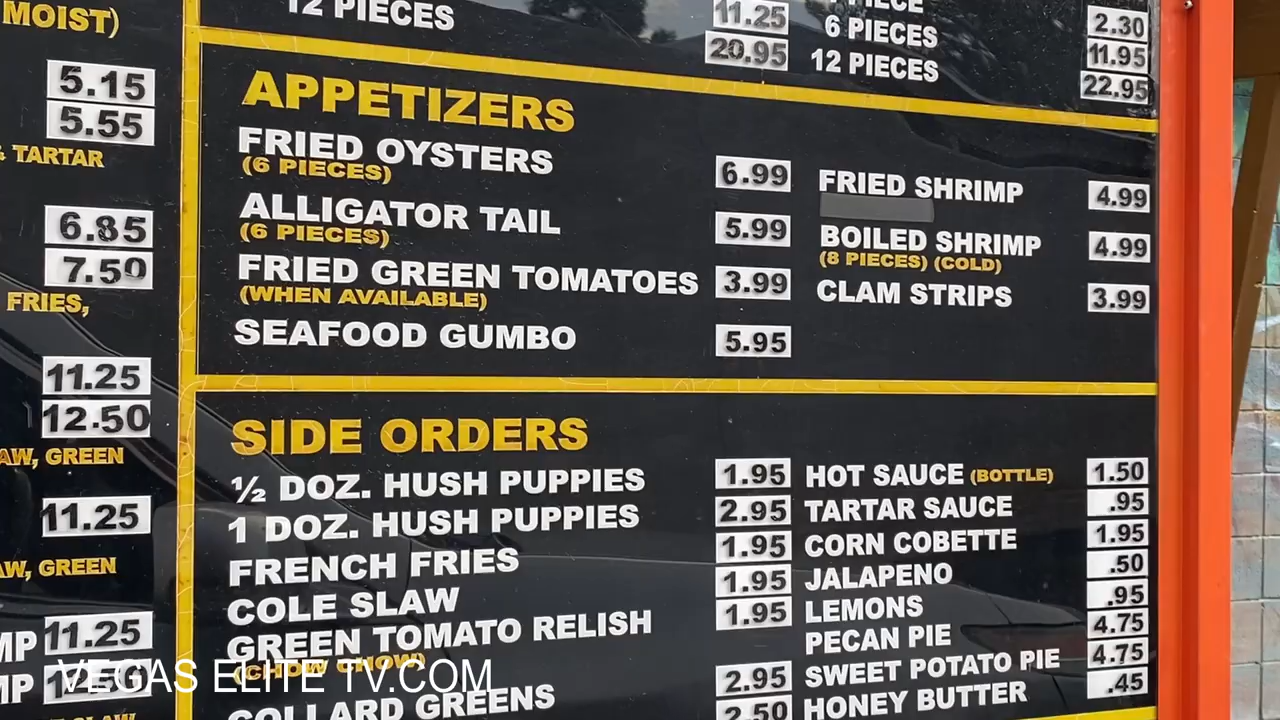 MOIST)
5.15
5.55
& TARTAR
6.85
7.50
FRIES,
11.25
12.50
AW, GREEN
11.25
AW, GREEN
MP 11.25
MP
SLAW
12 PIECES 11.25
20.95
PIECE 2.30
6 PIECES 11.95
12 PIECES 22.95
APPETIZERS
FRIED OYSTERS 6.99
(6 PIECES)
ALLIGATOR TAIL 5.99
(6 PIECES)
FRIED GREEN TOMATOES 3.99
(WHEN AVAILABLE)
SEAFOOD GUMBO 5.95
FRIED SHRIMP 4.99
BOILED SHRIMP 4.99
(8 PIECES) (COLD)
CLAM STRIPS 3.99
SIDE ORDERS
½ DOZ. HUSH PUPPIES 1.95
1 DOZ. HUSH PUPPIES 2.95
FRENCH FRIES 1.95
COLE SLAW 1.95
GREEN TOMATO RELISH 1.95
(CHOW CHOW)
COLLARD GREENS 2.95
2.50
HOT SAUCE (BOTTLE) 1.50
TARTAR SAUCE .95
CORN COBETTE 1.95
JALAPENO .50
LEMONS .95
PECAN PIE 4.75
SWEET POTATO PIE 4.75
HONEY BUTTER .45
VEGAS ELITE TV.COM